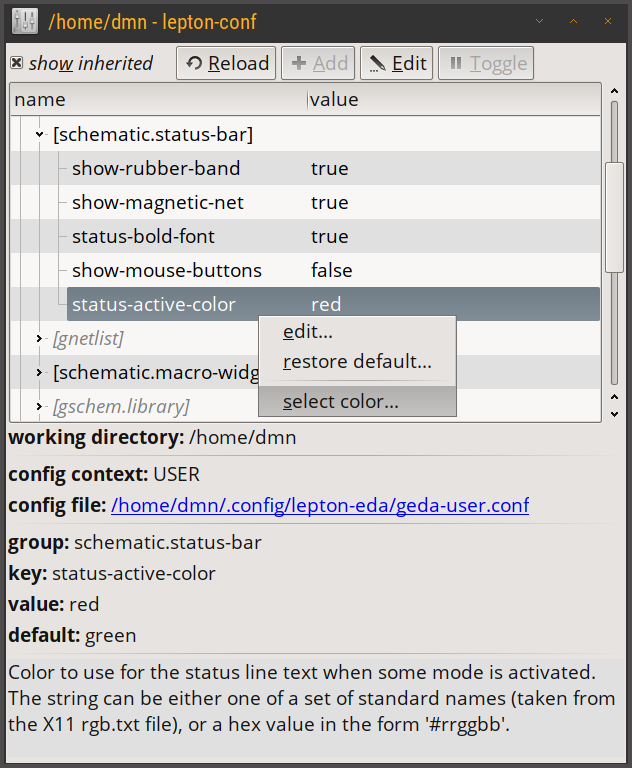 /home/dmn - lepton-conf
show inherited Reload Add Edit Toggle
name value
[schematic.status-bar]
show-rubber-band true
show-magnetic-net true
status-bold-font true
show-mouse-buttons false
status-active-color red
[gnetlist]
[schematic.macro-widg
[gschem.library]
edit...
restore default...
select color...
working directory: /home/dmn
config context: USER
config file: /home/dmn/.config/lepton-eda/geda-user.conf
group: schematic.status-bar
key: status-active-color
value: red
default: green
Color to use for the status line text when some mode is activated.
The string can be either one of a set of standard names (taken from
the X11 rgb.txt file), or a hex value in the form '#rrggbb'.